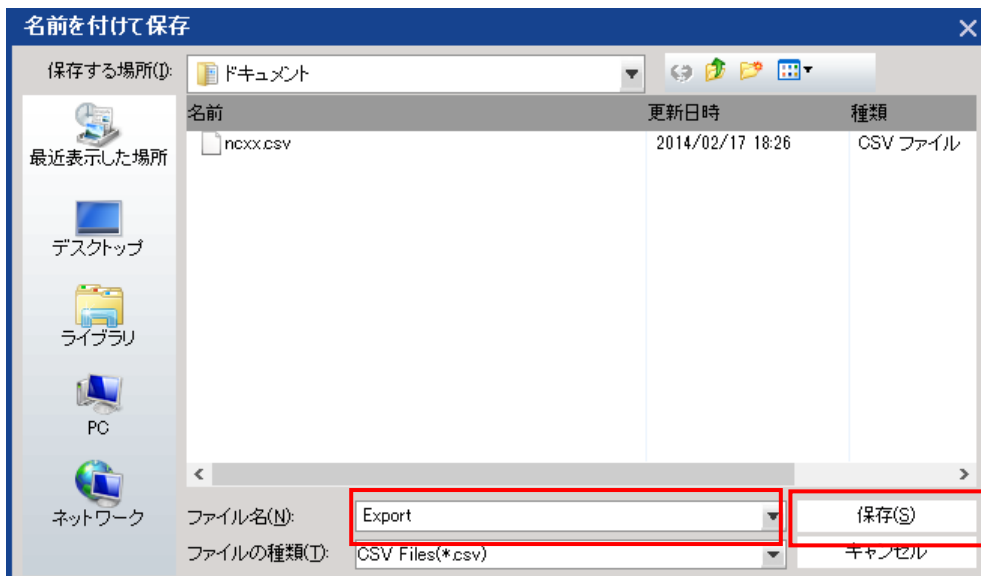 名前を付けて保存
保存する場所(I):
ドキュメント
名前 更新日時 種類
ncxx.csv 2014/02/17 18:26 CSV ファイル
最近表示した場所
デスクトップ
ライブラリ
PC
ネットワーク
ファイル名(N): Export 保存(S)
ファイルの種類(T): CSV Files(*.csv) キャンセル